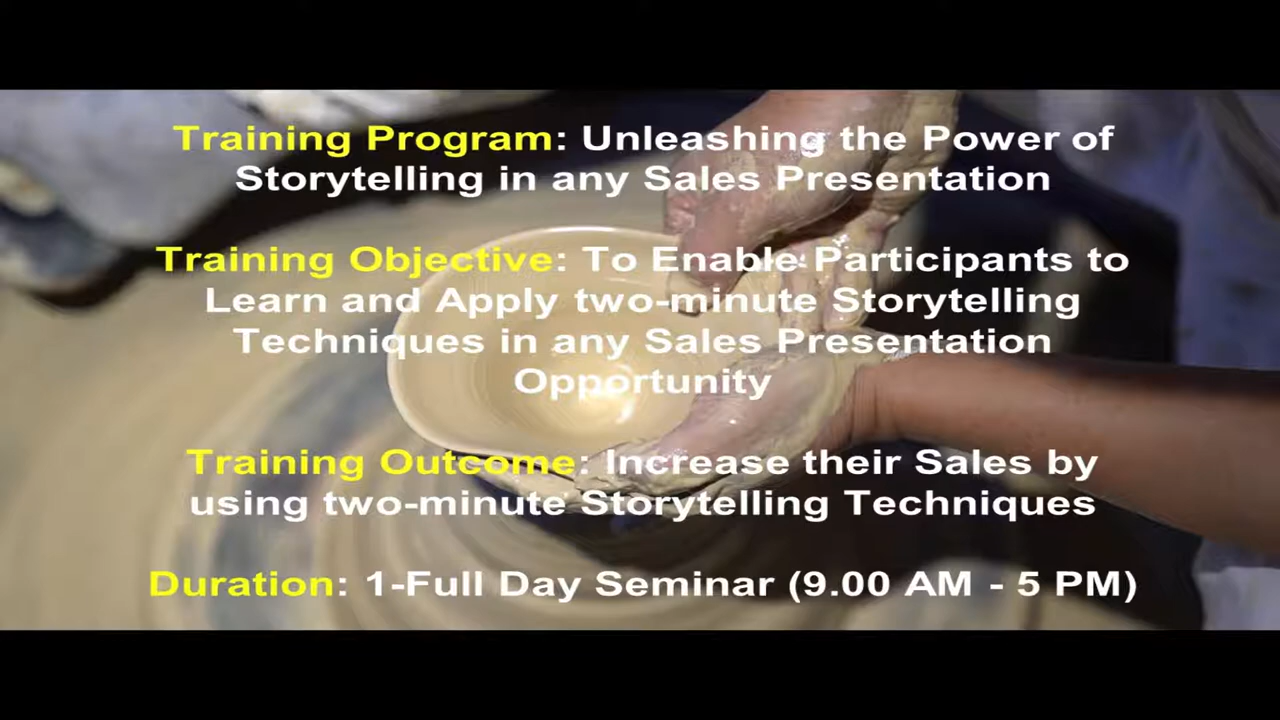 Training Program: Unleashing the Power of
Storytelling in any Sales Presentation
Training Objective: To Enable Participants to
Learn and Apply two-minute Storytelling
Techniques in any Sales Presentation
Opportunity
Training Outcome: Increase their Sales by
using two-minute Storytelling Techniques
Duration: 1-Full Day Seminar (9.00 AM - 5 PM)